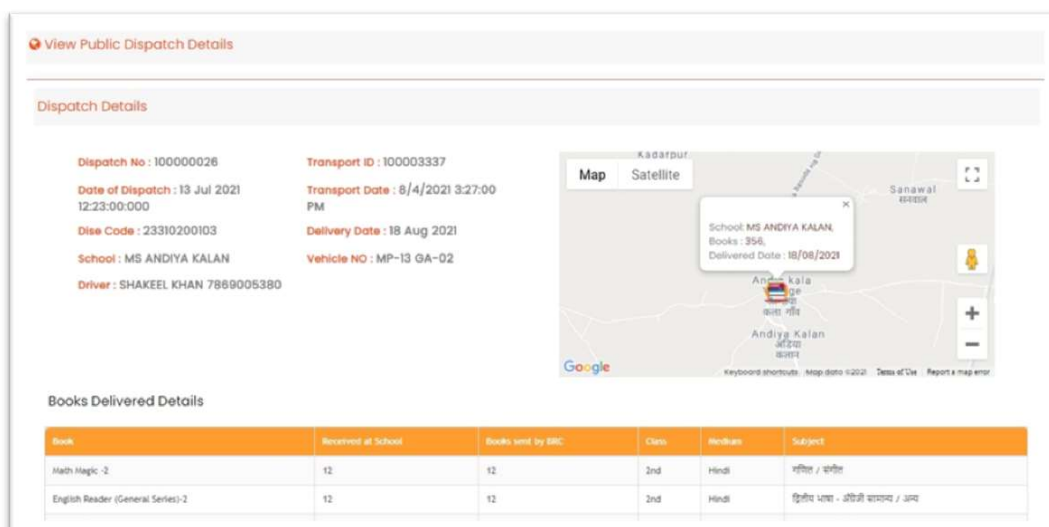 View Public Dispatch Details
Dispatch Details
Dispatch No : 100000026
Transport ID : 100003337
Date of Dispatch : 13 Jul 2021
12:23:00:000
Transport Date : 8/4/2021 3:27:00
PM
Dise Code : 23310200103
Delivery Date : 18 Aug 2021
School : MS ANDIYA KALAN
Vehicle NO : MP-13 GA-02
Driver : SHAKEEL KHAN 7869005380
Kadarpur
Map Satellite
Sanawal
School: MS ANDIYA KALAN,
Books : 356,
Delivered Date : 18/08/2021
कला गाँव
Andiya Kalan
अंडिया
कलान
Google
Keyboard shortcuts Map data ©2021 Terms of Use Report a map error
Books Delivered Details
Book Received at School Books sent by BRC Class Medium Subject
Math Magic -2 12 12 2nd Hindi गणित / संगीत
English Reader (General Series)-2 12 12 2nd Hindi द्वितीय भाषा - अँग्रेजी सामान्य / अन्य